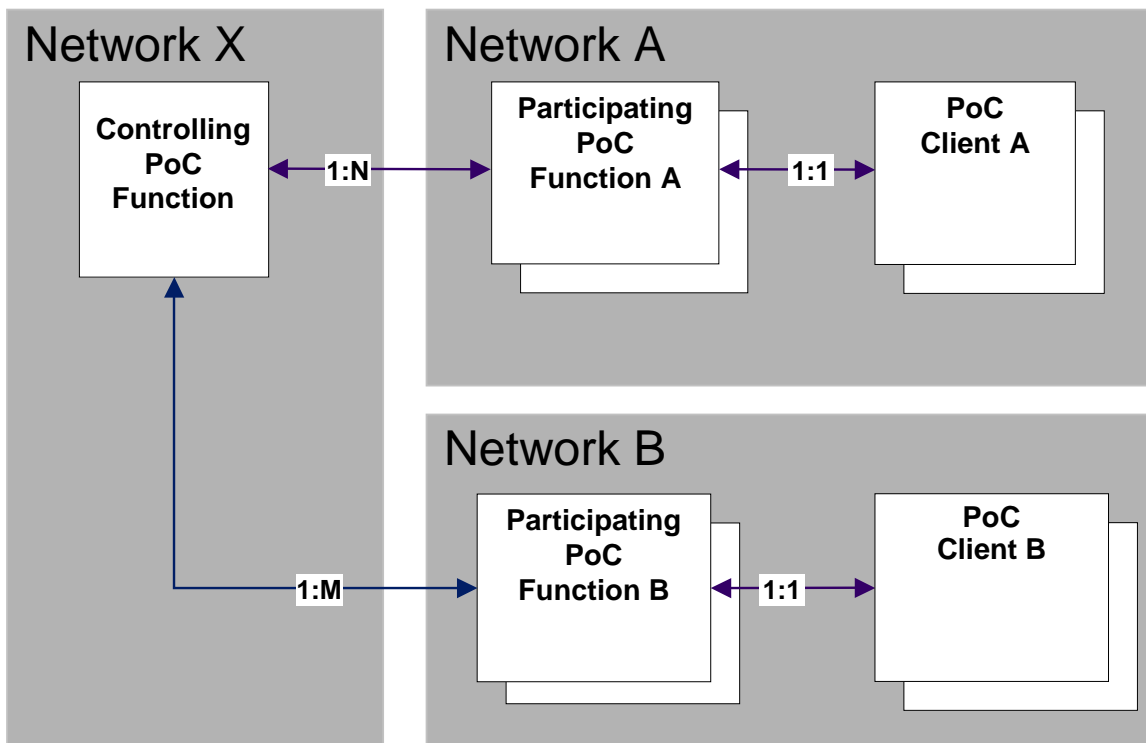 Network X
Controlling
PoC
Function
1:N
1:M
Network A
Participating
PoC
Function A
1:1
PoC
Client A
Network B
Participating
PoC
Function B
1:1
PoC
Client B